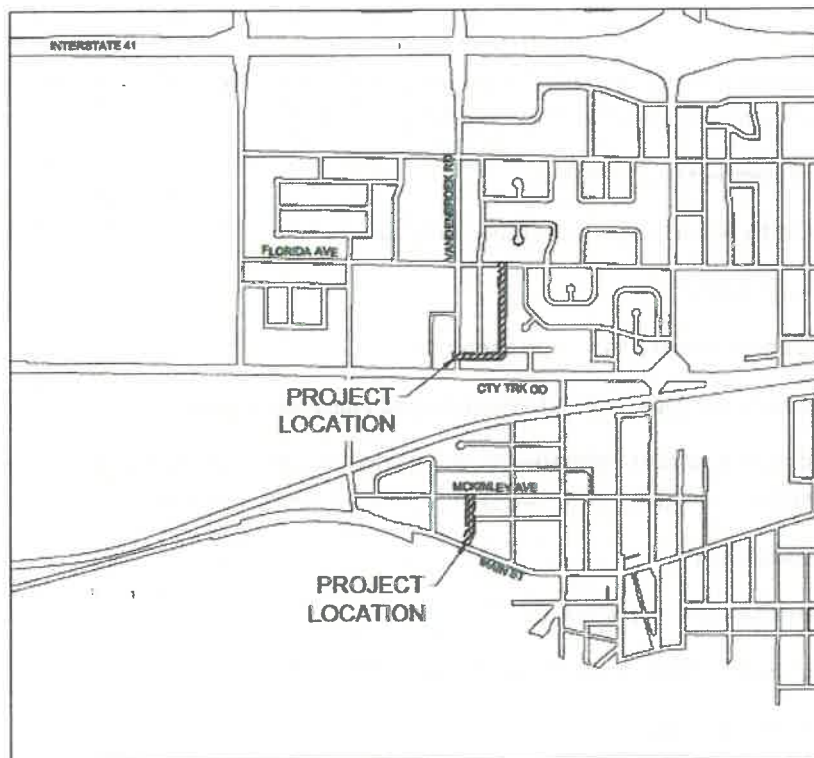 INTERSTATE 41
VANDENBROEK RD
FLORIDA AVE
PROJECT
LOCATION
CTY TRK OO
MCKINLEY AVE
MAIN ST
PROJECT
LOCATION